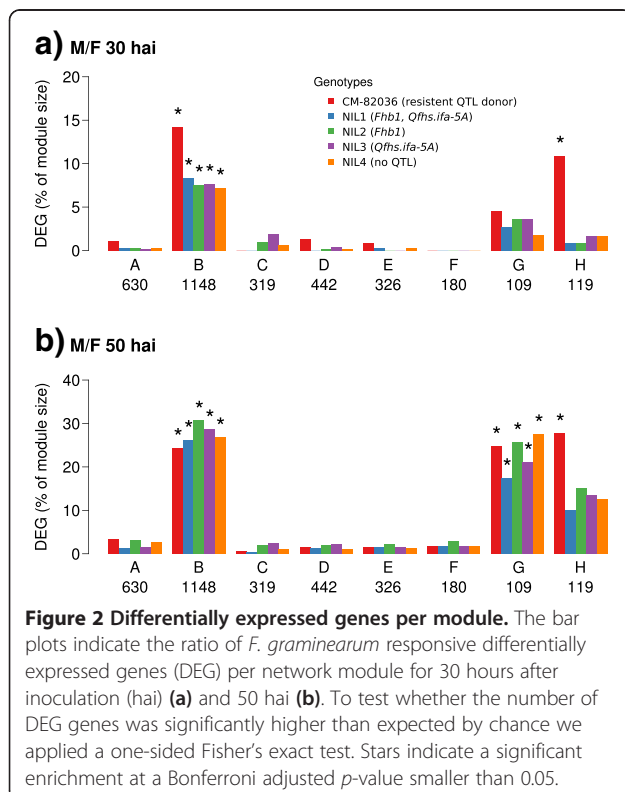 a) M/F 30 hai
DEG (% of module size)
20
15
10
5
0
Genotypes
CM-82036 (resistent QTL donor)
NIL1 (Fhb1, Qfhs.ifa-5A)
NIL2 (Fhb1)
NIL3 (Qfhs.ifa-5A)
NIL4 (no QTL)
* * * * * *
A B C D E F G H
630 1148 319 442 326 180 109 119
b) M/F 50 hai
DEG (% of module size)
40
30
20
10
0
* * * * * * * * * * *
A B C D E F G H
630 1148 319 442 326 180 109 119
Figure 2 Differentially expressed genes per module. The bar
plots indicate the ratio of F. graminearum responsive differentially
expressed genes (DEG) per network module for 30 hours after
inoculation (hai) (a) and 50 hai (b). To test whether the number of
DEG genes was significantly higher than expected by chance we
applied a one-sided Fisher's exact test. Stars indicate a significant
enrichment at a Bonferroni adjusted p-value smaller than 0.05.